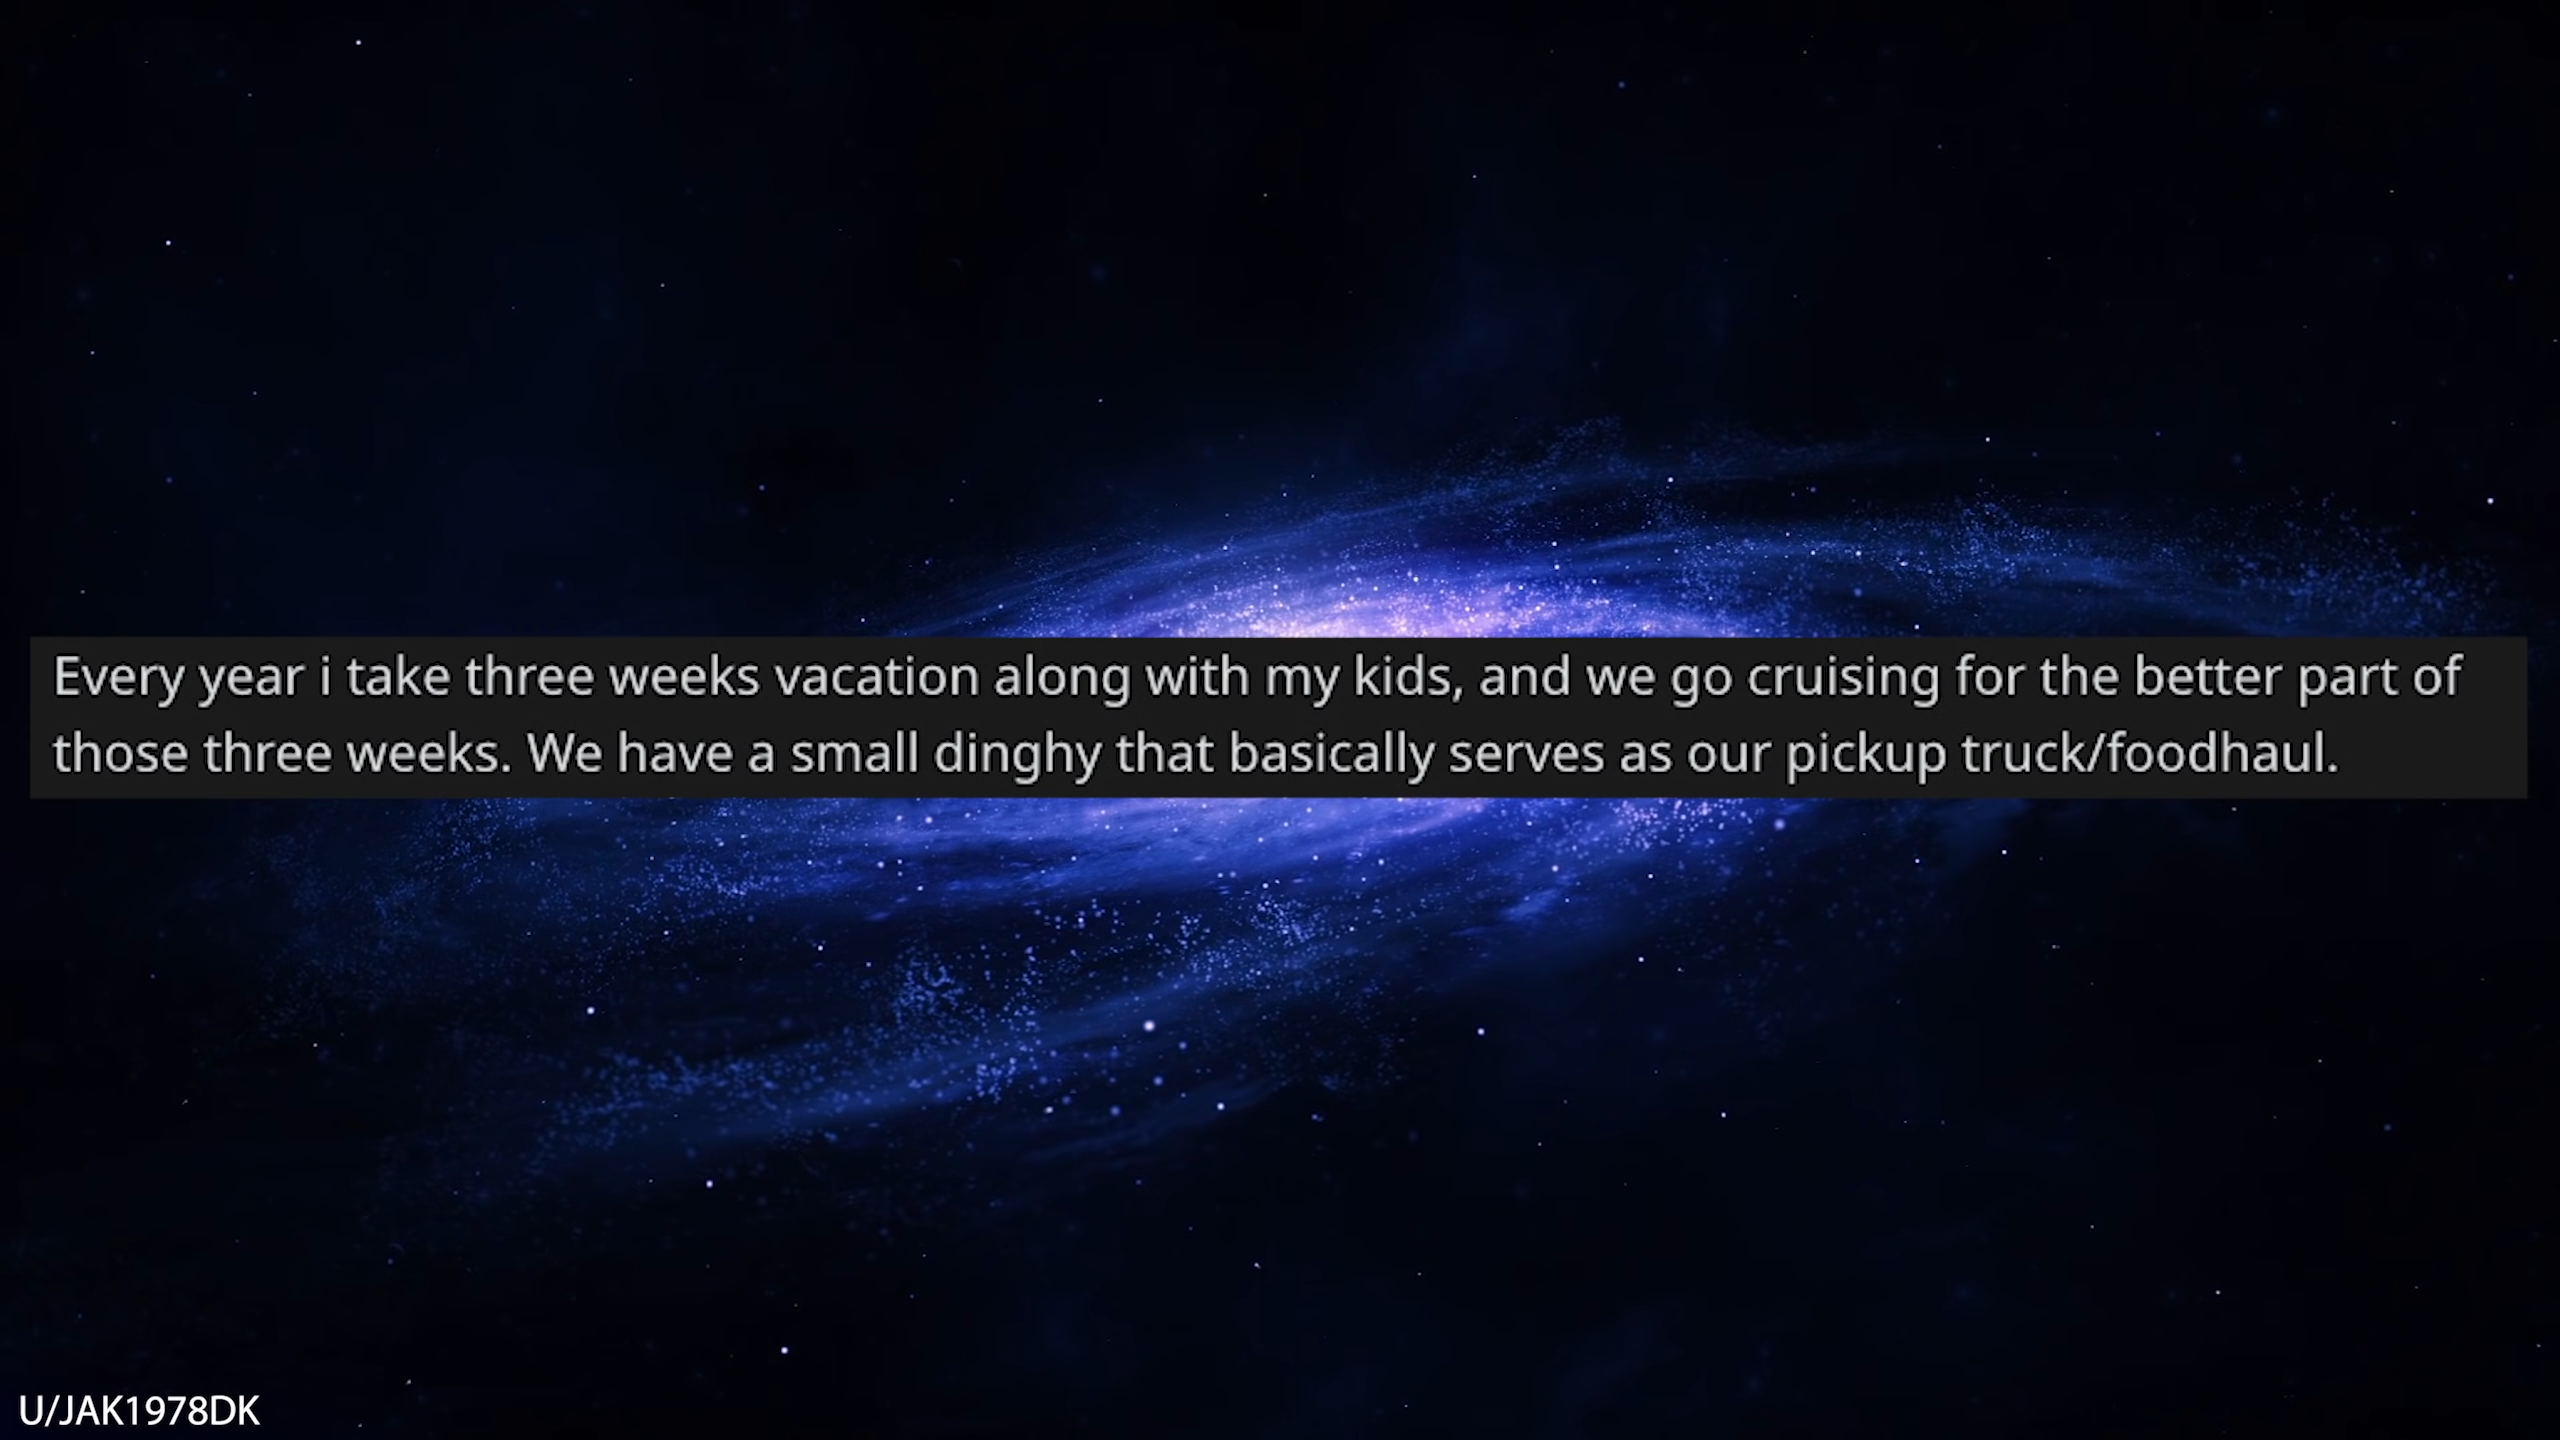 Every year i take three weeks vacation along with my kids, and we go cruising for the better part of
those three weeks. We have a small dinghy that basically serves as our pickup truck/foodhaul.
U/JAK1978DK